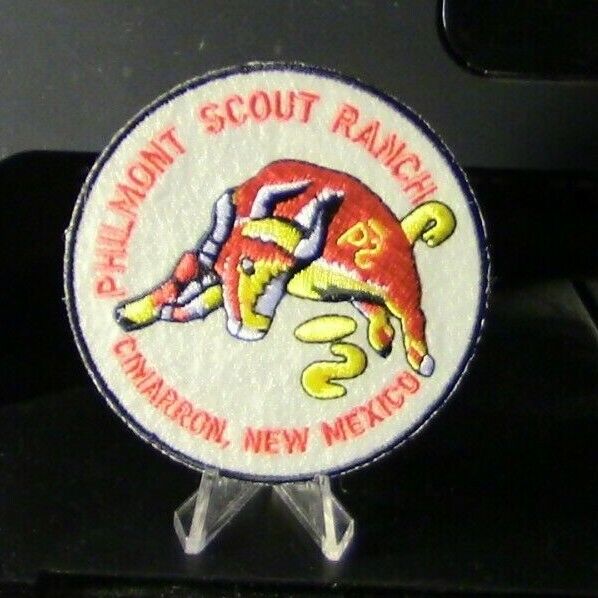 PHILMONT SCOUT RANCH
CIMARRON, NEW MEXICO